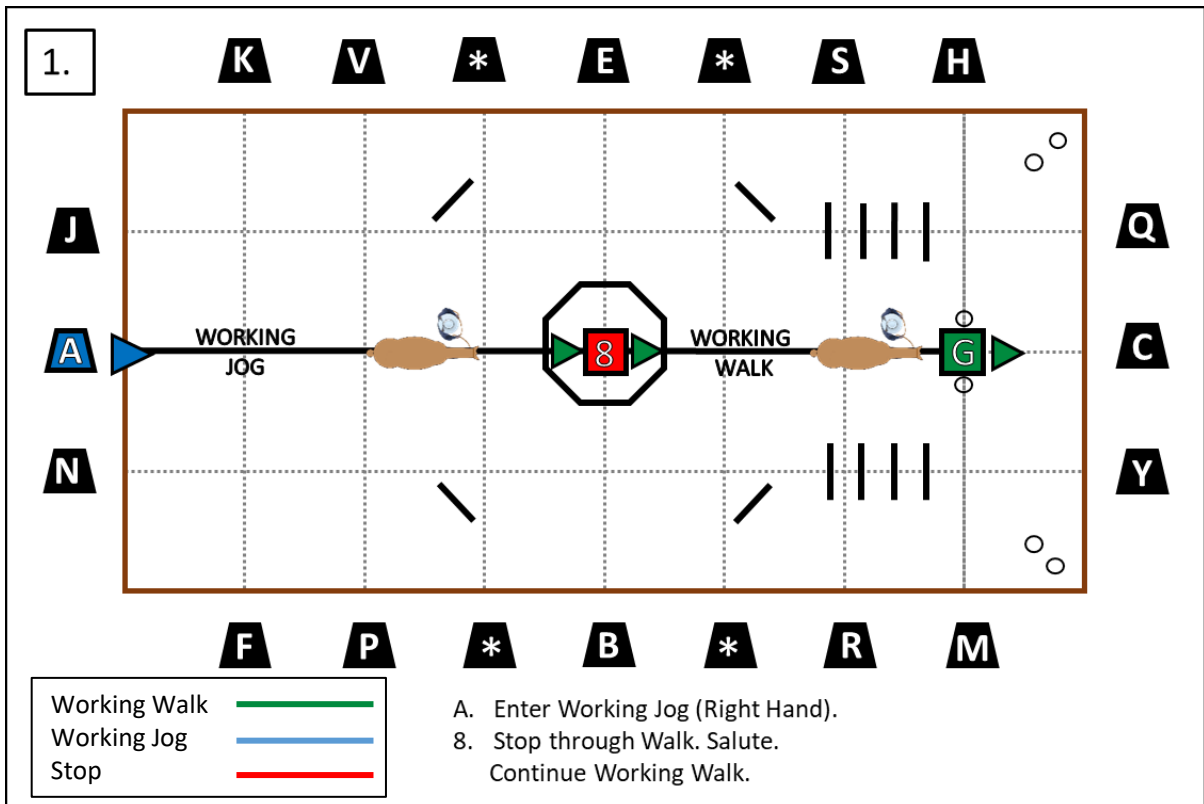 1.
K V * E * S H
J Q
WORKING WORKING
A 8 G C
JOG WALK
N Y
F P * B * R M
Working Walk
Working Jog
Stop
A. Enter Working Jog (Right Hand).
8. Stop through Walk. Salute.
Continue Working Walk.